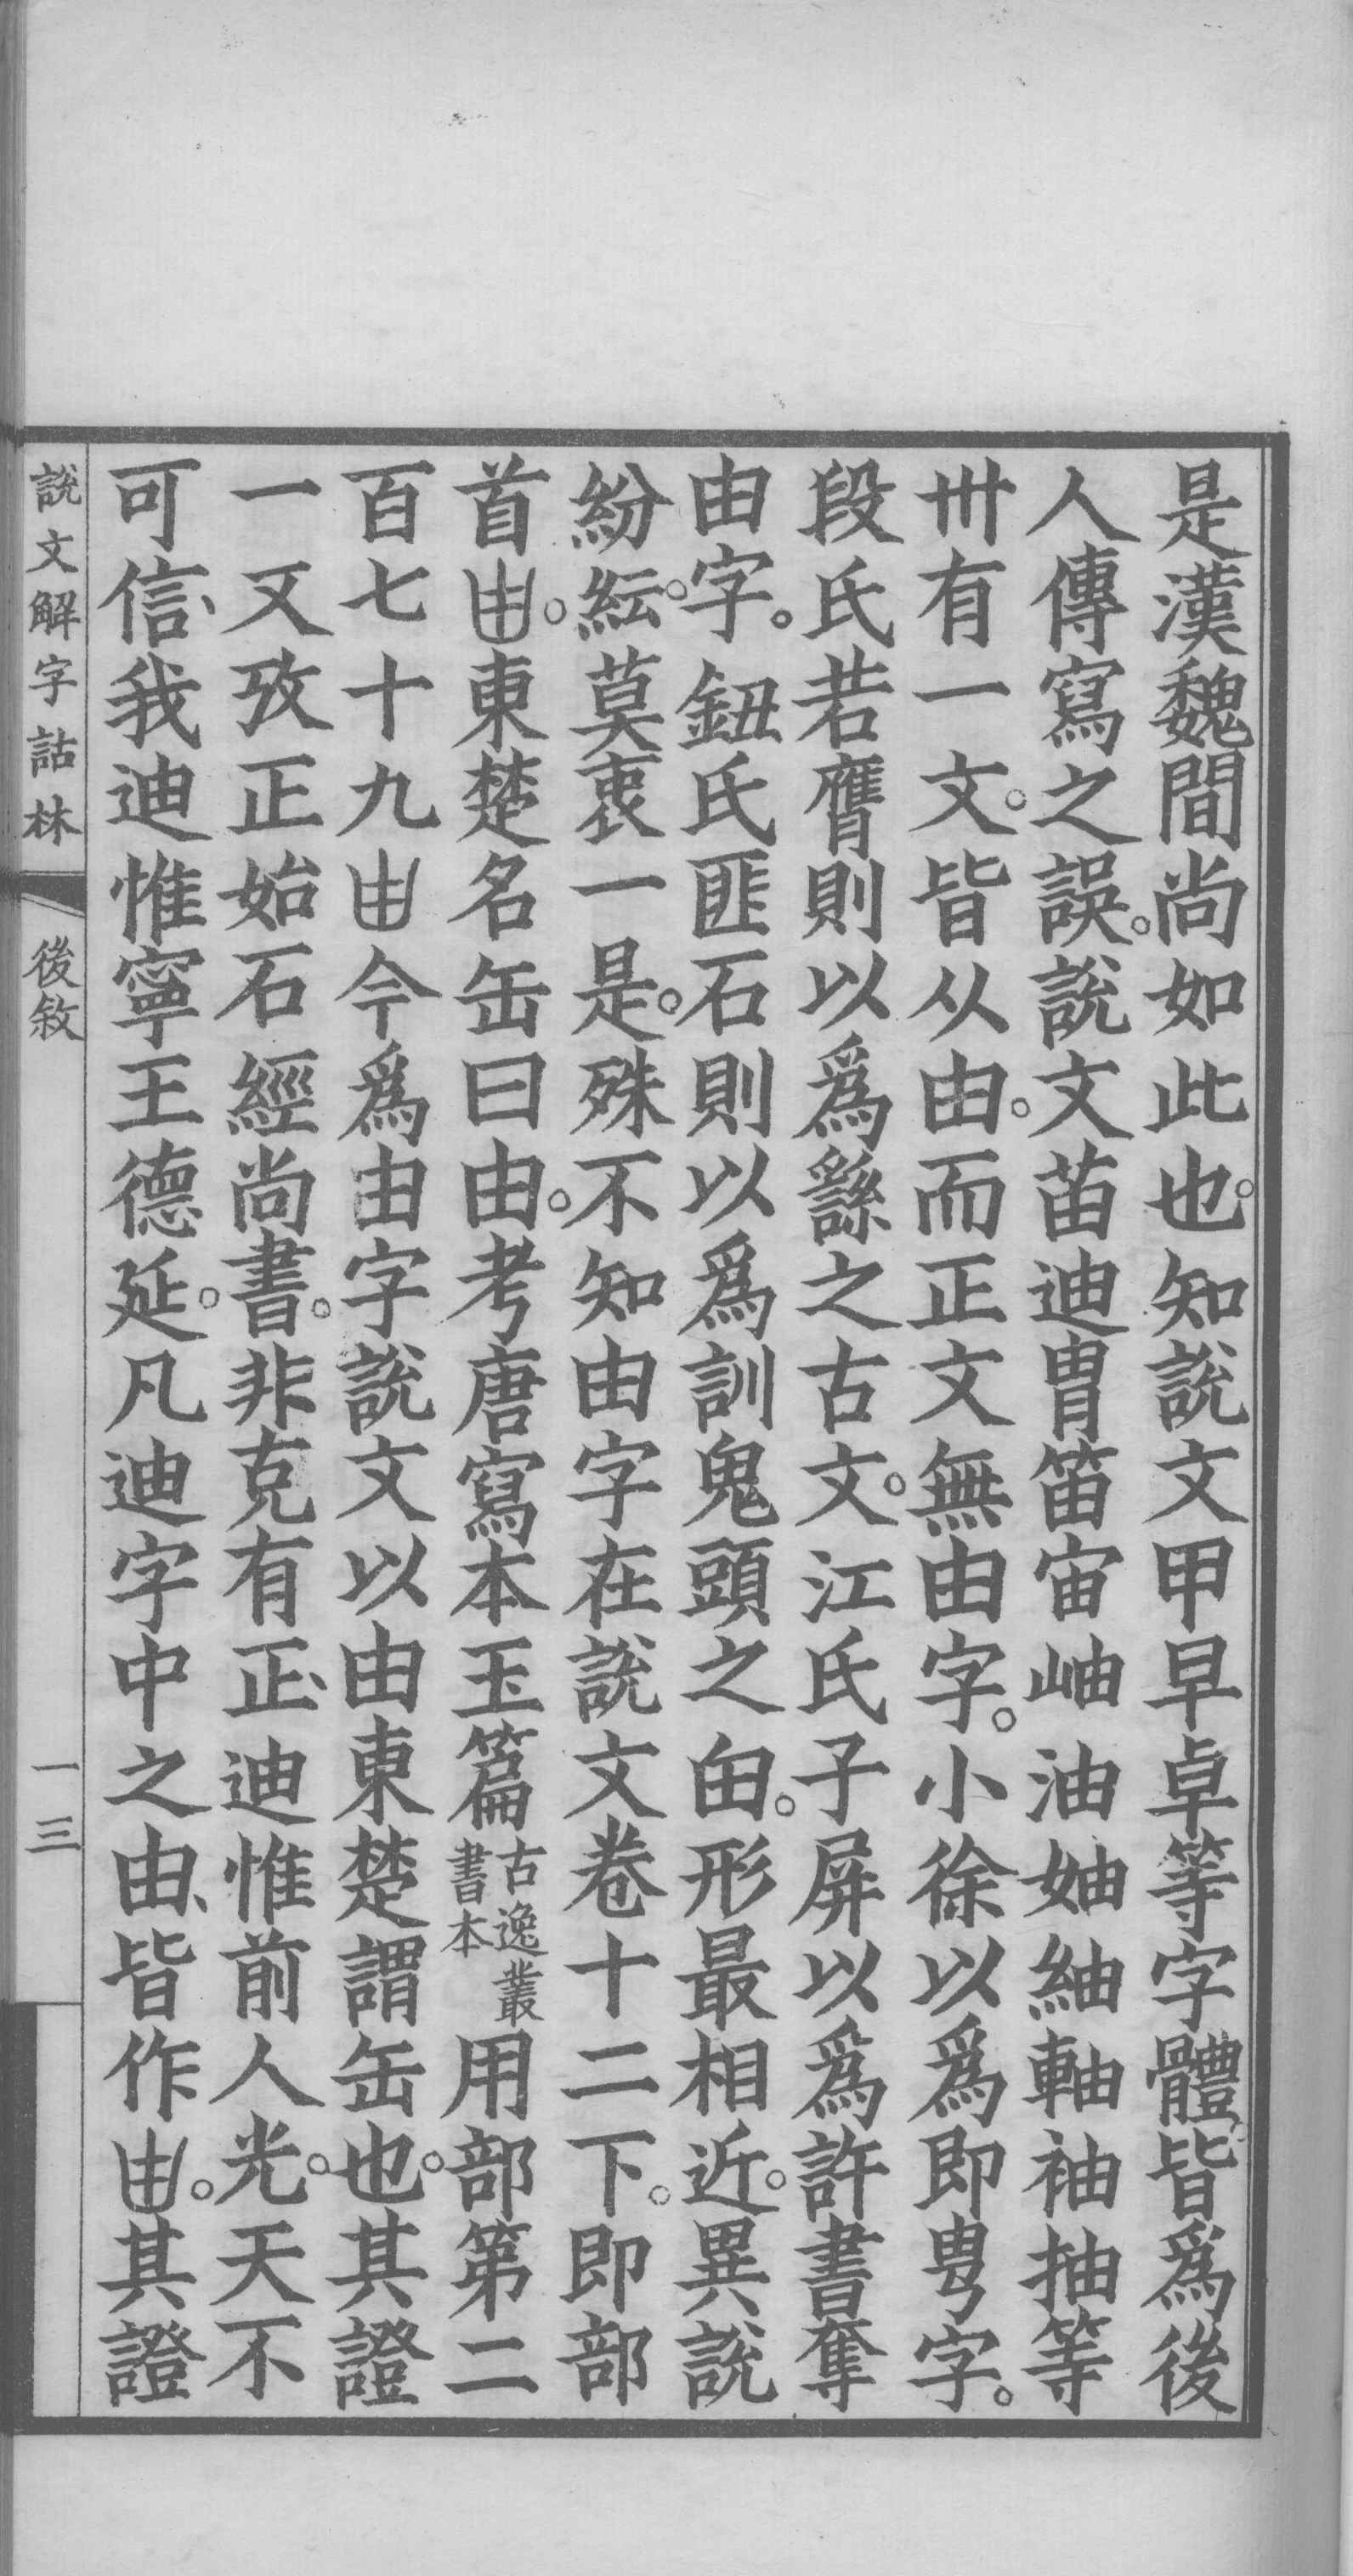 是漢魏間尚如此也。知說文甲早卓等字體。皆爲後
人傳寫之誤。說文苗迪冑笛宙岫油妯紬軸袖抽等
卅有一文。皆从由。而正文無由字。小徐以爲即甹字。
段氏若膺則以爲繇之古文。江氏子屏以爲許書奪
由字。鈕氏匪石則以爲訓鬼頭之甶。形最相近。異說
紛紜。莫衷一是。殊不知由字在說文卷十二下。即部
首甴。東楚名缶曰由。考唐寫本玉篇古逸叢書本用部第二
百七十九甴今爲由字說文以由東楚謂缶也。其證
一又攷正始石經尚書。非克有正、迪惟前人光。天不
可信、我迪惟寧王德延。凡迪字中之由、皆作甴。其證
說文解字詁林
後敘
一三